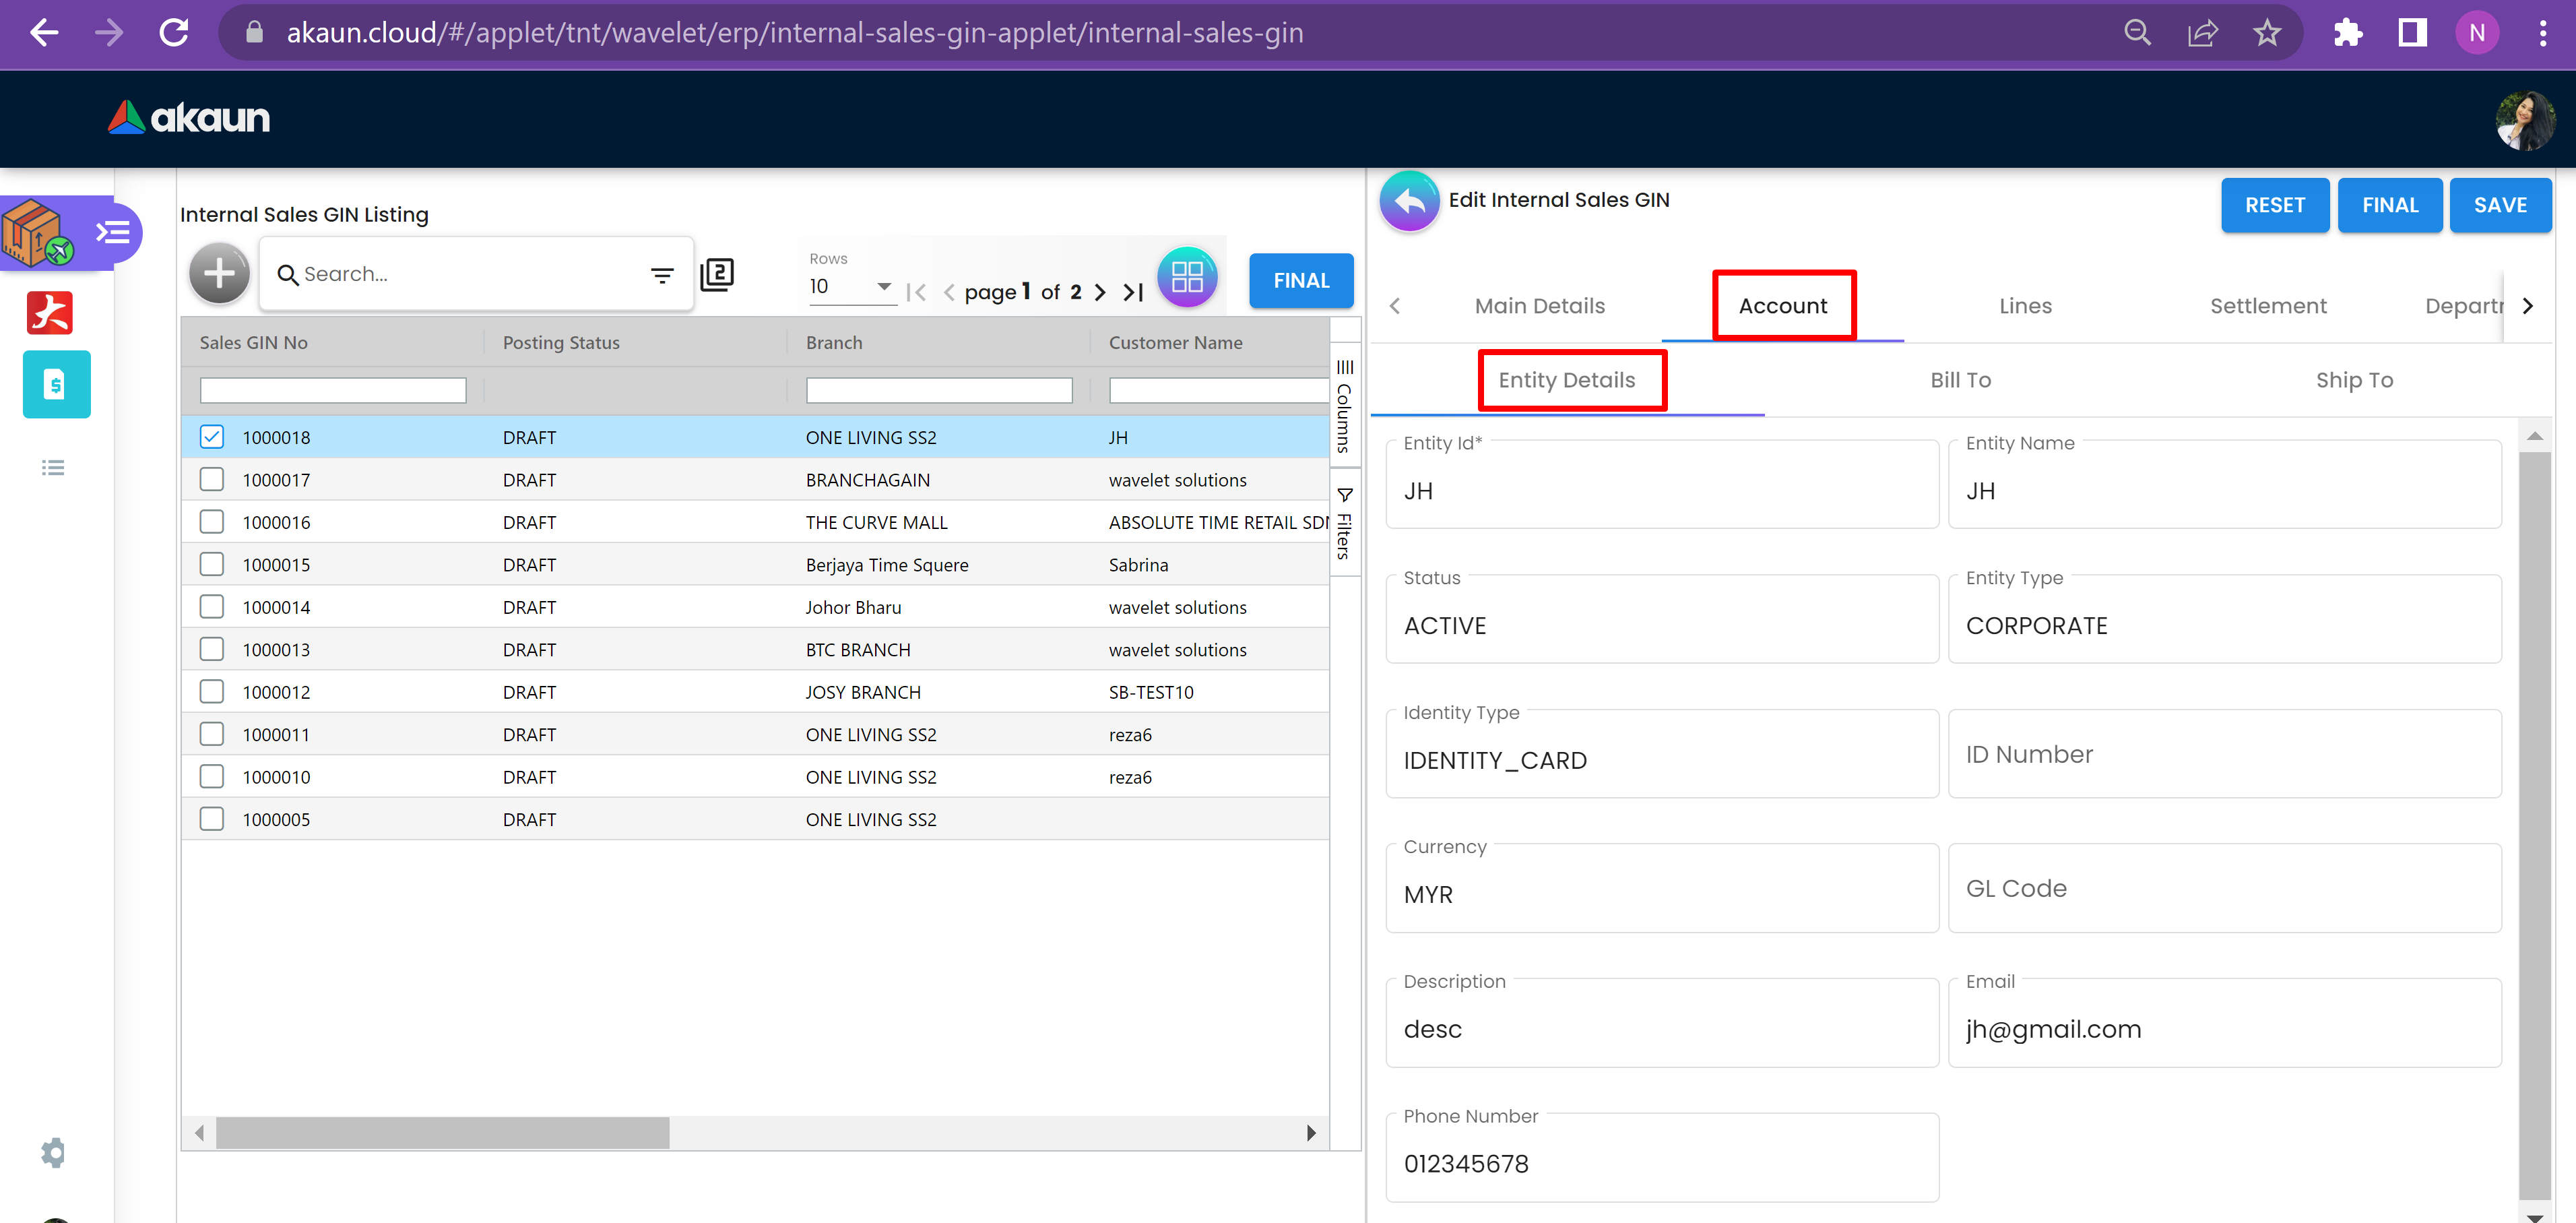 akaun.cloud/#/applet/tnt/wavelet/erp/internal-sales-gin-applet/internal-sales-gin
N
akaun
Internal Sales GIN Listing
Search...
2
Rows
10
page 1 of 2
FINAL
Sales GIN No Posting Status Branch Customer Name
1000018 DRAFT ONE LIVING SS2 JH
1000017 DRAFT BRANCHAGAIN wavelet solutions
1000016 DRAFT THE CURVE MALL ABSOLUTE TIME RETAIL SDN
1000015 DRAFT Berjaya Time Squere Sabrina
1000014 DRAFT Johor Bharu wavelet solutions
1000013 DRAFT BTC BRANCH wavelet solutions
1000012 DRAFT JOSY BRANCH SB-TEST10
1000011 DRAFT ONE LIVING SS2 reza6
1000010 DRAFT ONE LIVING SS2 reza6
1000005 DRAFT ONE LIVING SS2
Columns
Filters
Edit Internal Sales GIN
RESET FINAL SAVE
Main Details Account Lines Settlement Departr
Entity Details Bill To Ship To
Entity Id* Entity Name
JH JH
Status Entity Type
ACTIVE CORPORATE
Identity Type
IDENTITY_CARD ID Number
Currency
MYR GL Code
Description Email
desc jh@gmail.com
Phone Number
012345678